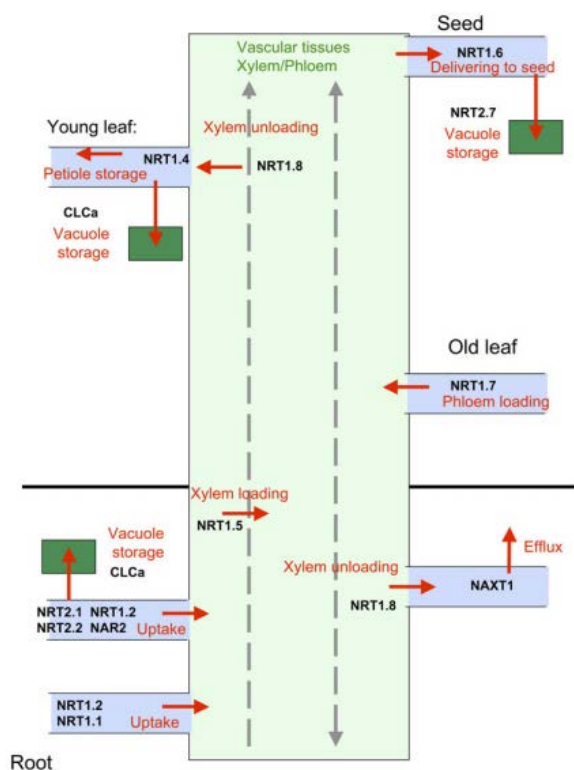 Seed
Vascular tissues
Xylem/Phloem
NRT1.6
Delivering to seed
NRT2.7
Vacuole
storage
Young leaf:
Xylem unloading
NRT1.4
NRT1.8
Petiole storage
CLCa
Vacuole
storage
Old leaf
NRT1.7
Phloem loading
Xylem loading
NRT1.5
Vacuole
storage
CLCa
Efflux
Xylem unloading
NAXT1
NRT1.8
NRT2.1 NRT1.2
NRT2.2 NAR2 Uptake
NRT1.2
NRT1.1 Uptake
Root